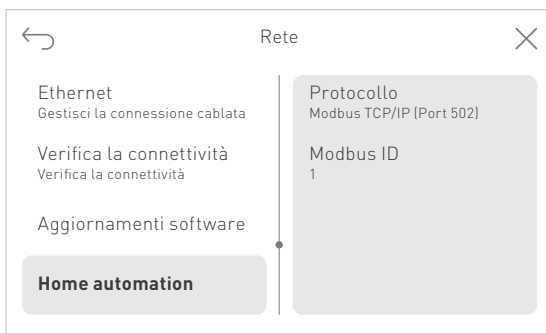 Rete
Ethernet
Gestisci la connessione cablata
Verifica la connettività
Verifica la connettività
Aggiornamenti software
Home automation
Protocollo
Modbus TCP/IP (Port 502)
Modbus ID
1